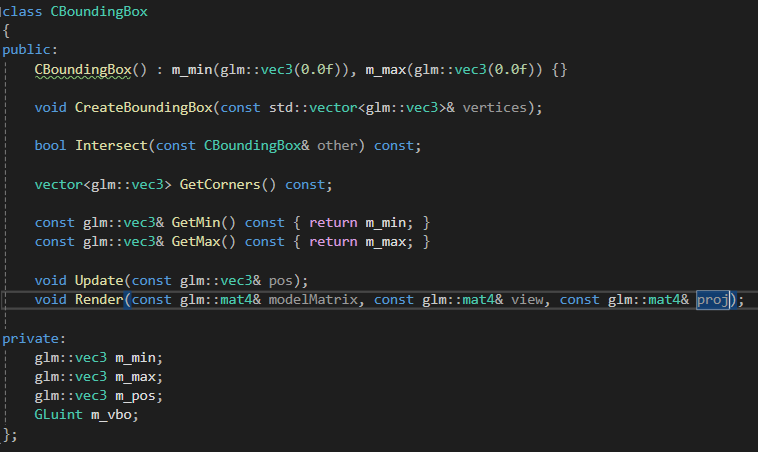 class CBoundingBox
{
public:
    CBoundingBox() : m_min(glm::vec3(0.0f)), m_max(glm::vec3(0.0f)) {}
    void CreateBoundingBox(const std::vector<glm::vec3>& vertices);
    bool Intersect(const CBoundingBox& other) const;
    vector<glm::vec3> GetCorners() const;
    const glm::vec3& GetMin() const { return m_min; }
    const glm::vec3& GetMax() const { return m_max; }
    void Update(const glm::vec3& pos);
    void Render(const glm::mat4& modelMatrix, const glm::mat4& view, const glm::mat4& proj);
private:
    glm::vec3 m_min;
    glm::vec3 m_max;
    glm::vec3 m_pos;
    GLuint m_vbo;
};